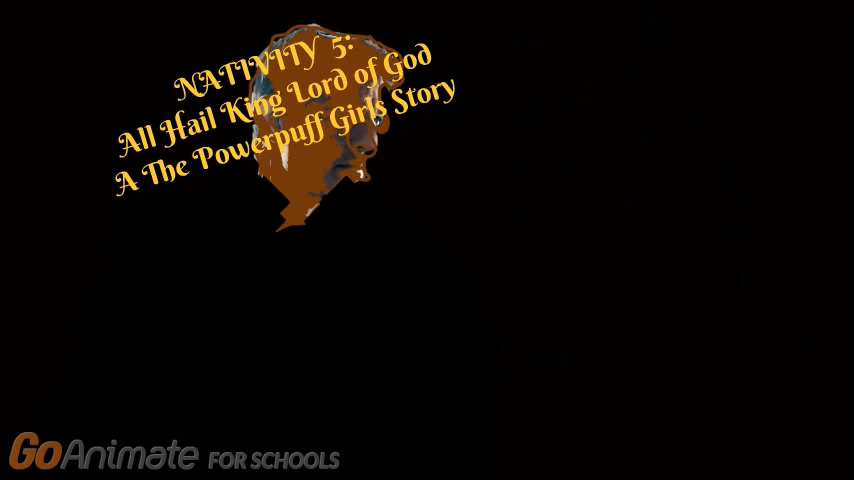 NATIVITY 5:
All Hail King Lord of God
A The Powerpuff Girls Story
GoAnimate FOR SCHOOLS